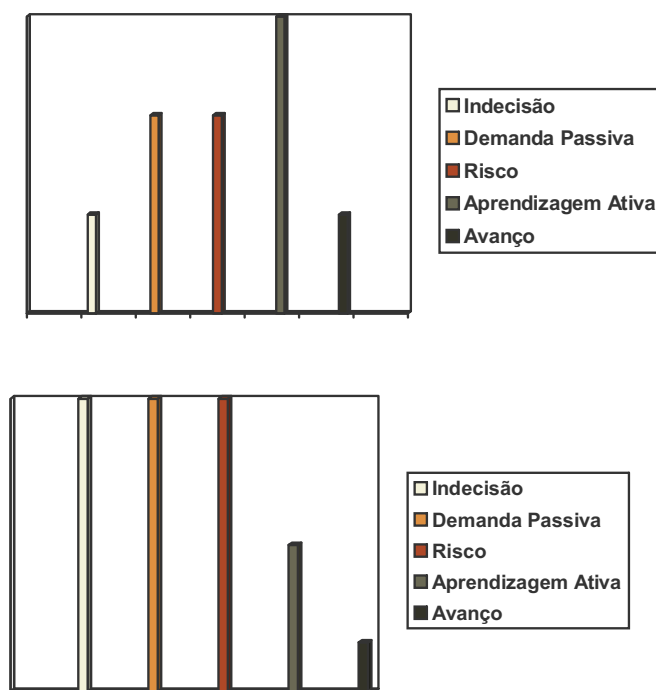 Indecisão
Demanda Passiva
Risco
Aprendizagem Ativa
Avanço
Indecisão
Demanda Passiva
Risco
Aprendizagem Ativa
Avanço